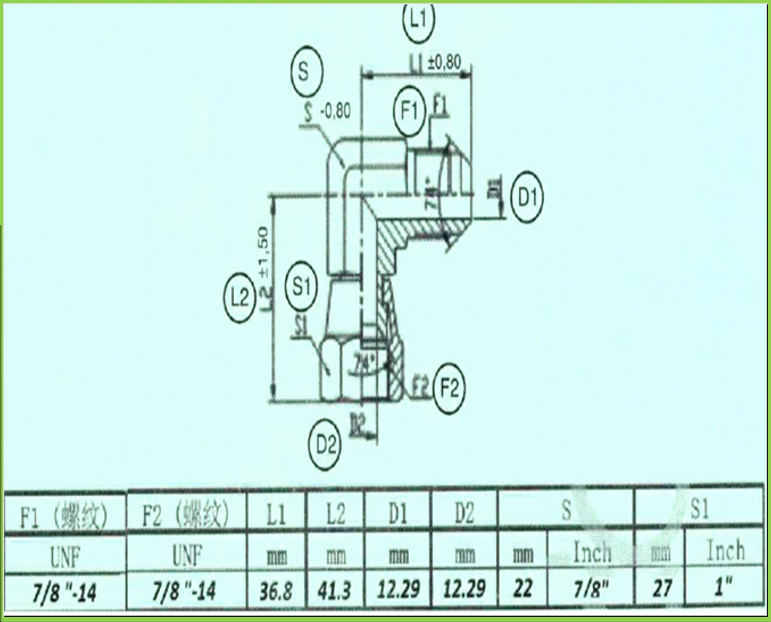 L1
L1 ±0,80
S
S -0,80
F1
F1
74°
D1
D1
L2 ±1,50
L2
S1
S1
74°
F2
F2
D2
D2
F1 (螺纹) F2 (螺纹) L1 L2 D1 D2 S S1
UNF UNF mm mm mm mm mm Inch mm Inch
7/8 "-14 7/8 "-14 36.8 41.3 12.29 12.29 22 7/8" 27 1"